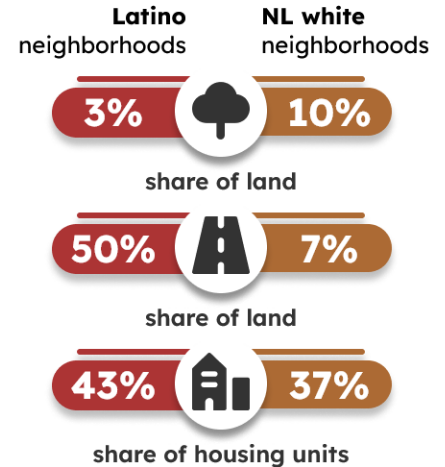 Latino NL white
neighborhoods neighborhoods
3% 10%
share of land
50% 7%
share of land
43% 37%
share of housing units